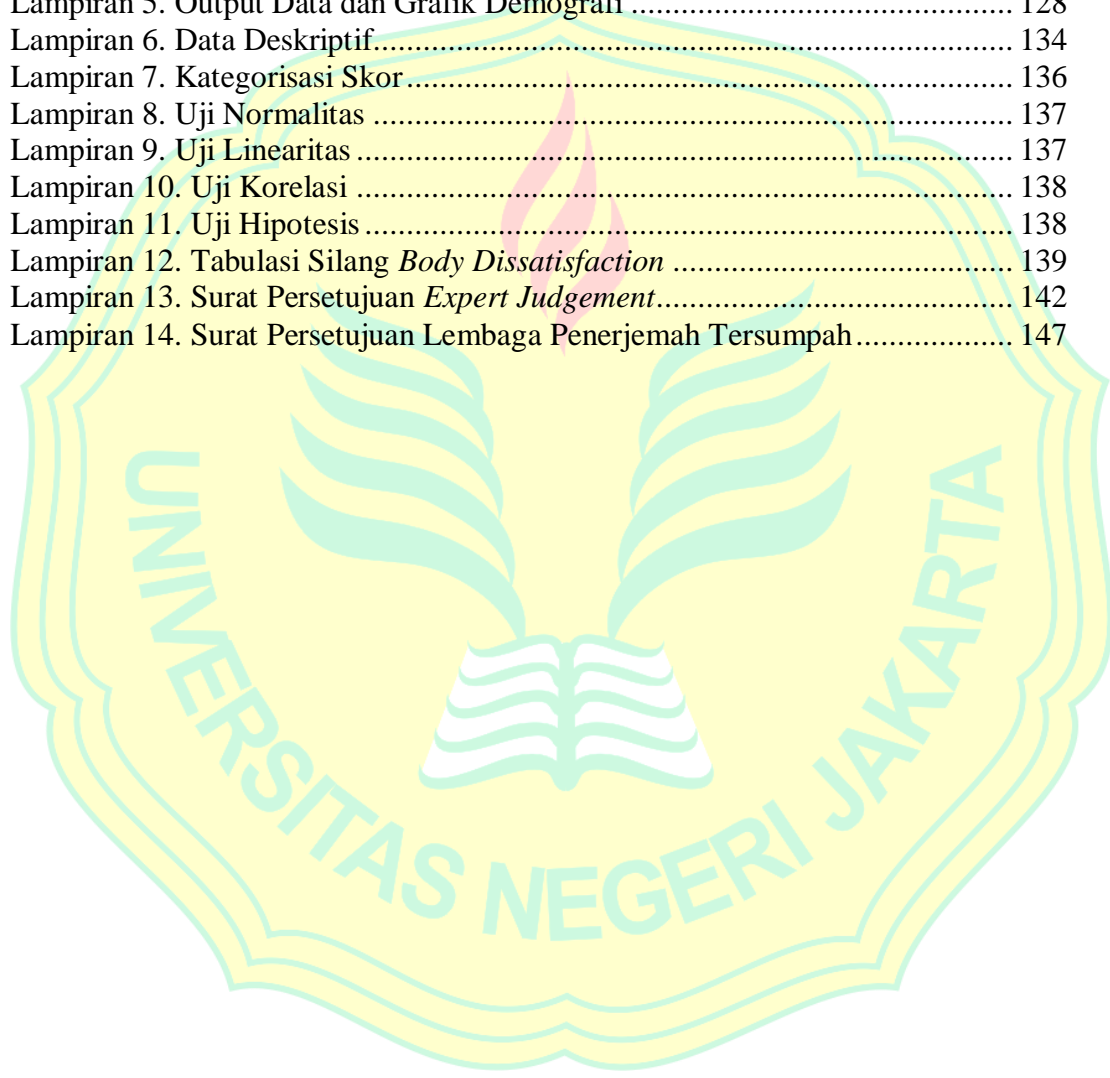 Lampiran 5. Output Data dan Grafik Demografi ............................................... 128
Lampiran 6. Data Deskriptif.............................................................................. 134
Lampiran 7. Kategorisasi Skor.......................................................................... 136
Lampiran 8. Uji Normalitas .............................................................................. 137
Lampiran 9. Uji Linearitas ................................................................................ 137
Lampiran 10. Uji Korelasi ................................................................................ 138
Lampiran 11. Uji Hipotesis............................................................................... 138
Lampiran 12. Tabulasi Silang Body Dissatisfaction ......................................... 139
Lampiran 13. Surat Persetujuan Expert Judgement........................................... 142
Lampiran 14. Surat Persetujuan Lembaga Penerjemah Tersumpah................... 147
UNIVERSITAS NEGERI JAKARTA